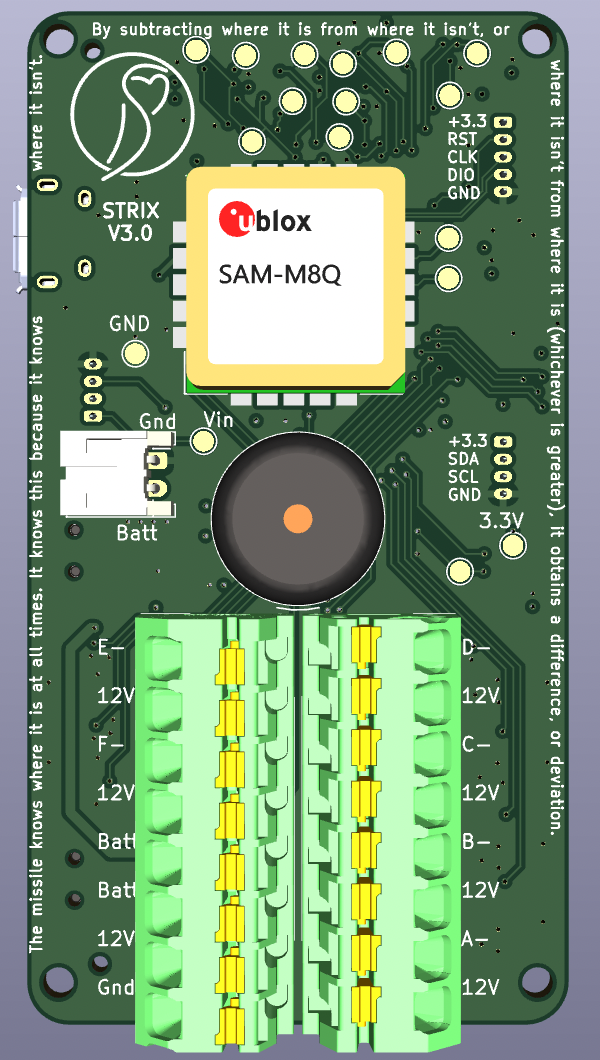 The missile knows where it is at all times. It knows this because it knows
where it isn't.
By subtracting where it is from where it isn't, or
where it isn't from where it is (whichever is greater), it obtains a difference, or deviation.
STRIX
V3.0
ublox
SAM-M8Q
+3.3
RST
CLK
DIO
GND
GND
Gnd
Vin
Batt
+3.3
SDA
SCL
GND
3.3V
E-
12V
F-
12V
Batt
Batt
12V
Gnd
D-
12V
C-
12V
B-
12V
A-
12V